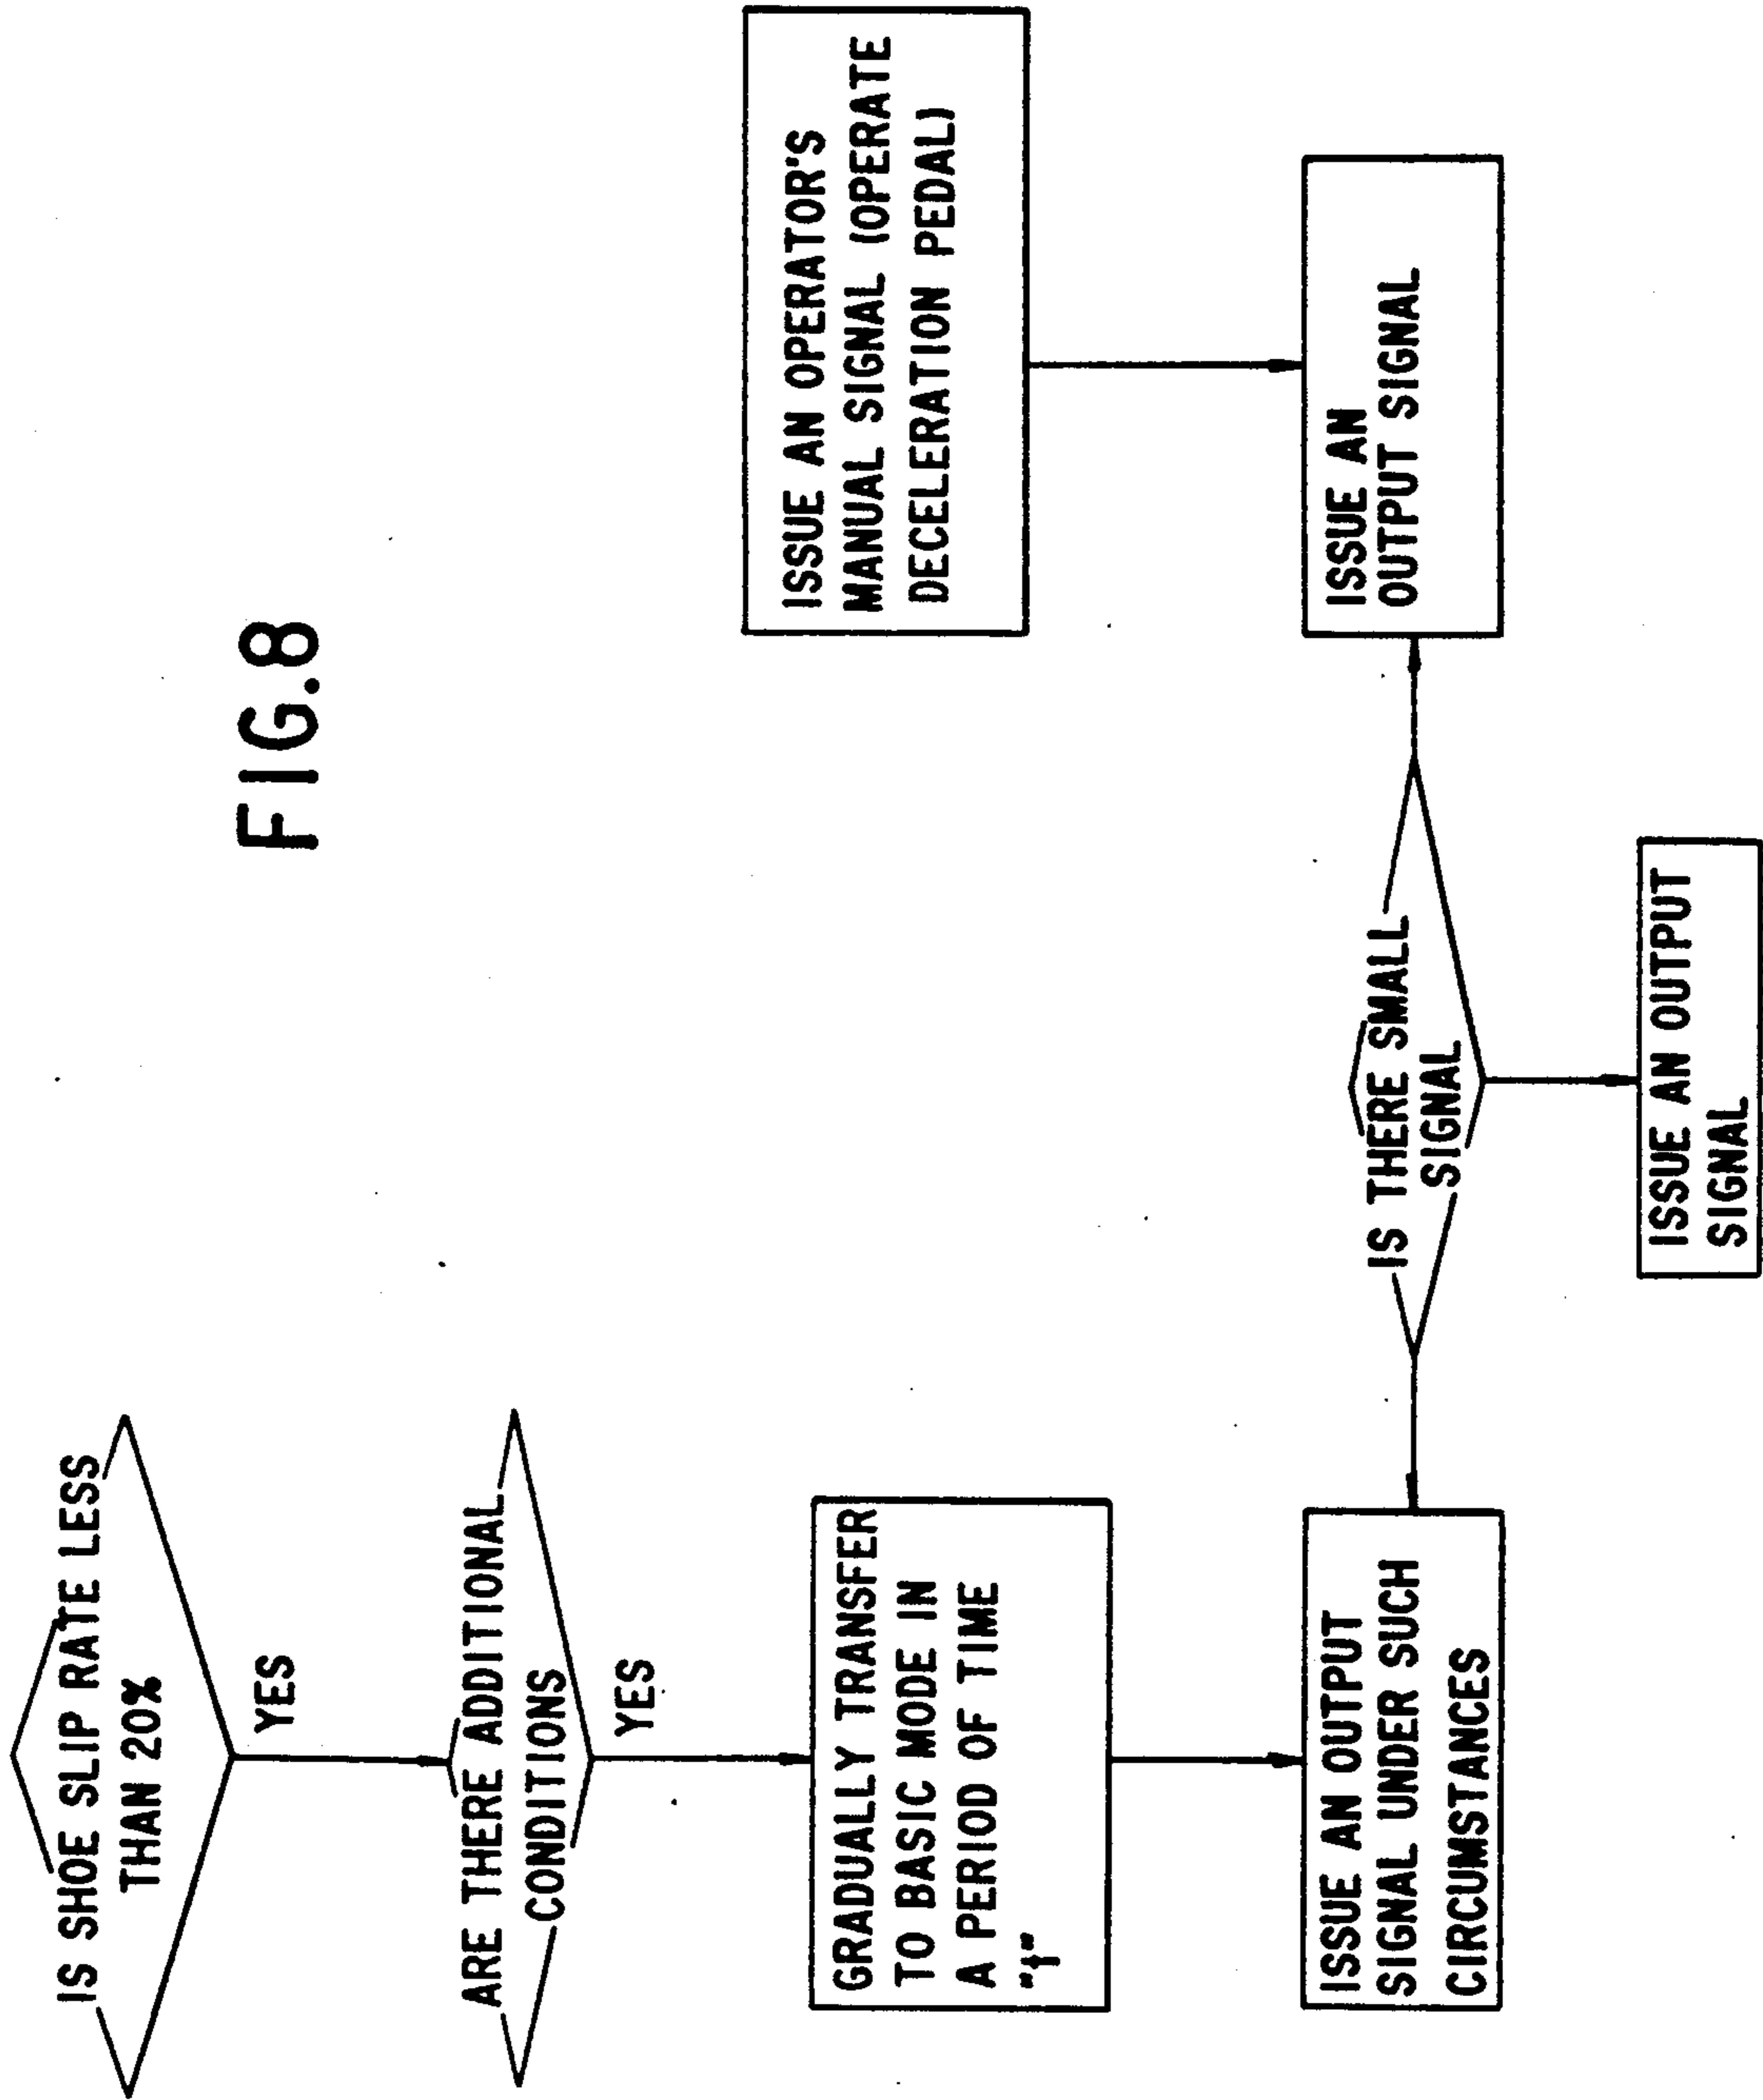 FIG.8
IS SHOE SLIP RATE LESS
THAN 20%
YES
ARE THERE ADDITIONAL
CONDITIONS
YES
GRADUALLY TRANSFER
TO BASIC MODE IN
A PERIOD OF TIME
"t"
ISSUE AN OUTPUT
SIGNAL UNDER SUCH
CIRCUMSTANCES
IS THERE SMALL
SIGNAL
ISSUE AN OUTPUT
SIGNAL
ISSUE AN OPERATOR'S
MANUAL SIGNAL (OPERATE
DECELERATION PEDAL)
ISSUE AN
OUTPUT SIGNAL